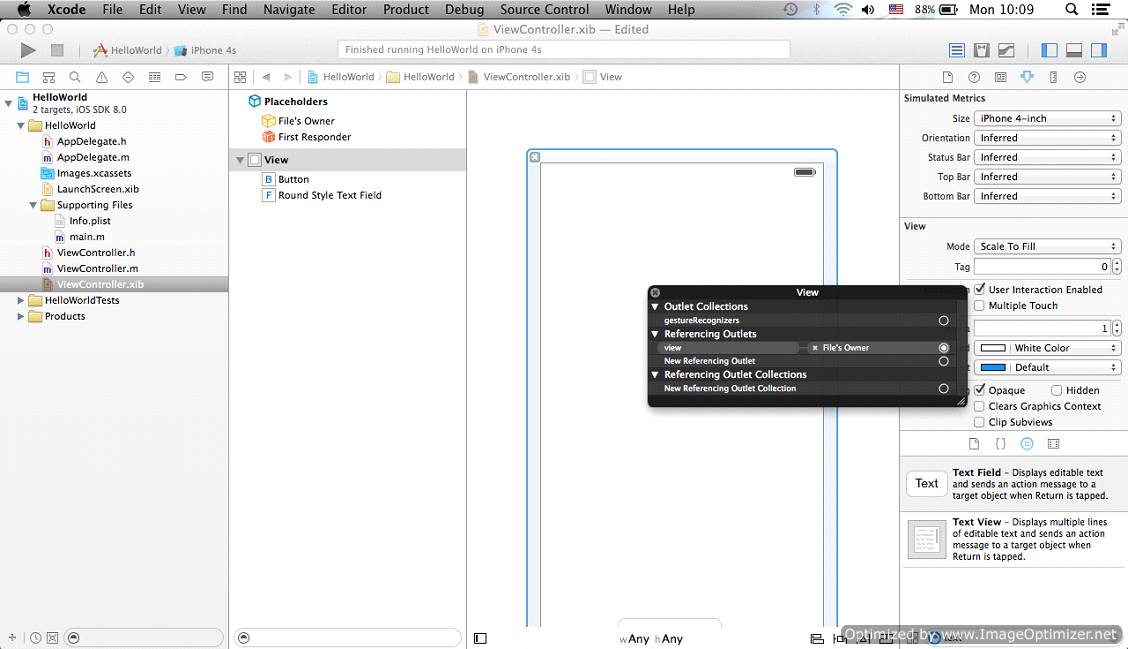 Xcode File Edit View Find Navigate Editor Product Debug Source Control Window Help 88% Mon 10:09
ViewController.xib — Edited
HelloWorld iPhone 4s Finished running HelloWorld on iPhone 4s
HelloWorld HelloWorld ViewController.xib View
HelloWorld
2 targets, iOS SDK 8.0
HelloWorld
h AppDelegate.h
m AppDelegate.m
Images.xcassets
LaunchScreen.xib
Supporting Files
Info.plist
m main.m
h ViewController.h
m ViewController.m
ViewController.xib
HelloWorldTests
Products
Placeholders
File's Owner
First Responder
View
B Button
F Round Style Text Field
View
Outlet Collections
gestureRecognizers
Referencing Outlets
view File's Owner
New Referencing Outlet
Referencing Outlet Collections
New Referencing Outlet Collection
wAny hAny
Simulated Metrics
Size iPhone 4-inch
Orientation Inferred
Status Bar Inferred
Top Bar Inferred
Bottom Bar Inferred
View
Mode Scale To Fill
Tag 0
User Interaction Enabled
Multiple Touch
1
White Color
Default
Opaque Hidden
Clears Graphics Context
Clip Subviews
{}
Text
Text Field - Displays editable text
and sends an action message to a
target object when Return is tapped.
Text View - Displays multiple lines
of editable text and sends an action
message to a target object when
Return is tapped.
Optimized by www.ImageOptimizer.net